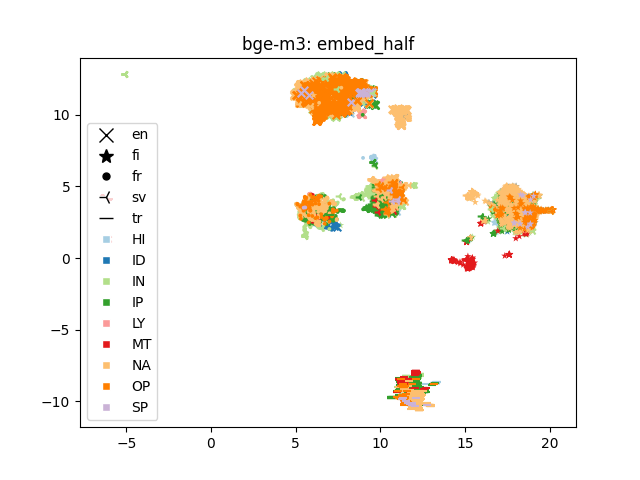 bge-m3: embed_half
10
5
0
−5
−10
−5
0
5
10
15
20
en
fi
fr
sv
tr
HI
ID
IN
IP
LY
MT
NA
OP
SP